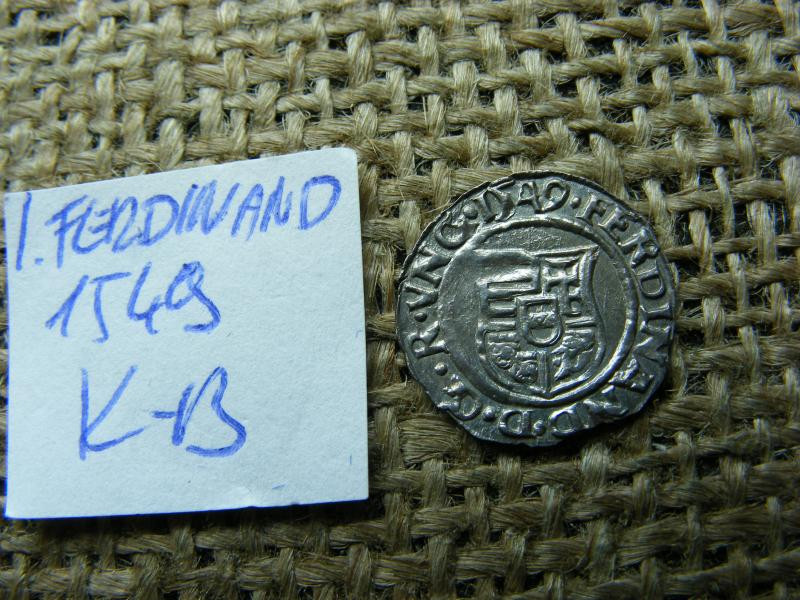 I. FERDINAND
1549
K-B
·1549·FERDINAND·D·G·R·VNG·